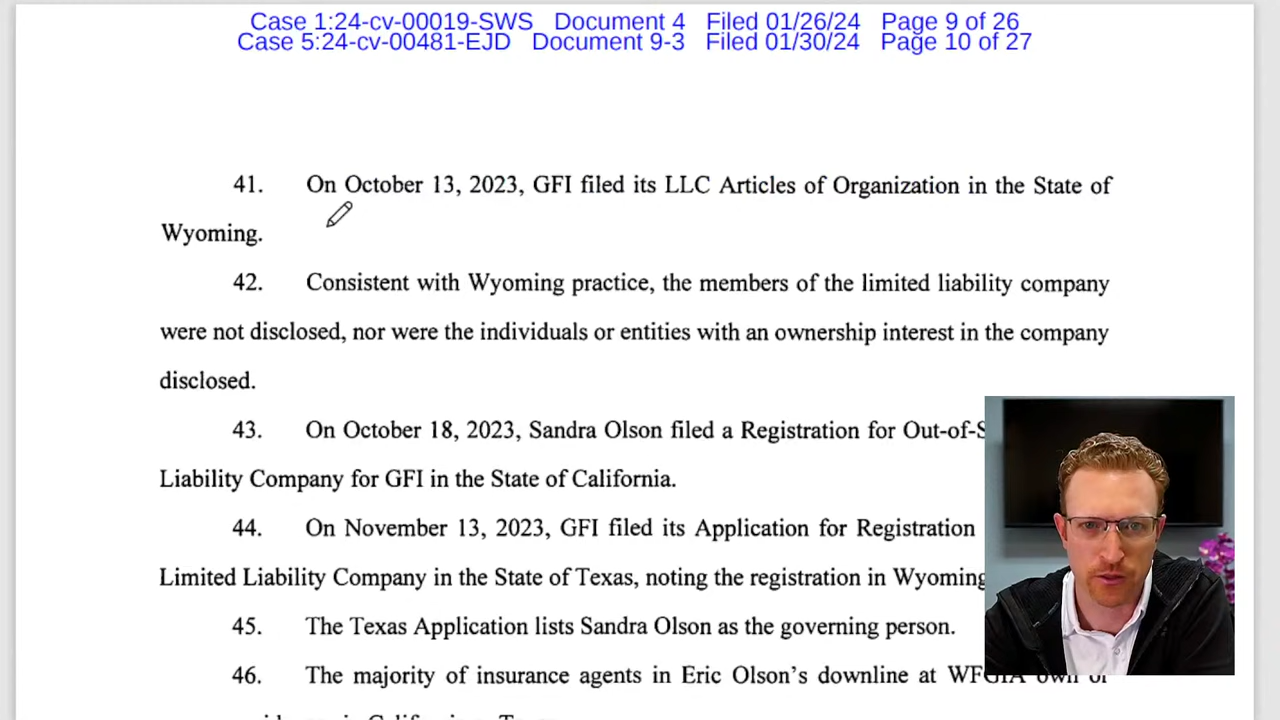 Case 1:24-cv-00019-SWS Document 4 Filed 01/26/24 Page 9 of 26
Case 5:24-cv-00481-EJD Document 9-3 Filed 01/30/24 Page 10 of 27
41. On October 13, 2023, GFI filed its LLC Articles of Organization in the State of
Wyoming.
42. Consistent with Wyoming practice, the members of the limited liability company
were not disclosed, nor were the individuals or entities with an ownership interest in the company
disclosed.
43. On October 18, 2023, Sandra Olson filed a Registration for Out-of-S
Liability Company for GFI in the State of California.
44. On November 13, 2023, GFI filed its Application for Registration
Limited Liability Company in the State of Texas, noting the registration in Wyoming
45. The Texas Application lists Sandra Olson as the governing person.
46. The majority of insurance agents in Eric Olson's downline at WFGIA own or